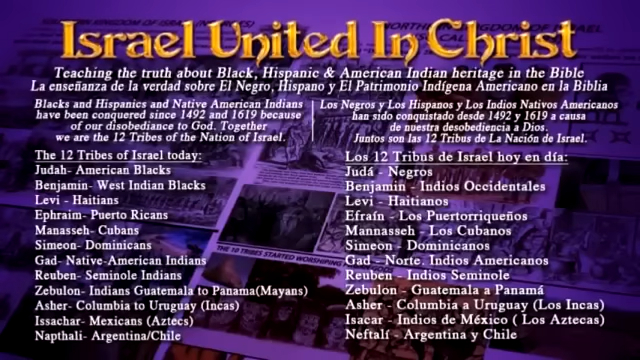 Israel United In Christ
Teaching the truth about Black, Hispanic & American Indian heritage in the Bible
La enseñanza de la verdad sobre El Negro, Hispano y El Patrimonio Indígena Americano en la Biblia
Blacks and Hispanics and Native American Indians
have been conquered since 1492 and 1619 because
of our disobedience to God. Together
we are the 12 Tribes of the Nation of Israel.
The 12 Tribes of Israel today:
Judah- American Blacks
Benjamin- West Indian Blacks
Levi - Haitians
Ephraim- Puerto Ricans
Manasseh- Cubans
Simeon- Dominicans
Gad- Native-American Indians
Reuben- Seminole Indians
Zebulon- Indians Guatemala to Panama(Mayans)
Asher- Columbia to Uruguay (Incas)
Issachar- Mexicans (Aztecs)
Napthali- Argentina/Chile
Los Negros y Los Hispanos y Los Indios Nativos Americanos
han sido conquistado desde 1492 y 1619 a causa
de nuestra desobediencia a Dios.
Juntos son las 12 Tribus de La Nación de Israel.
Los 12 Tribus de Israel hoy en día:
Judá - Negros
Benjamin - Indios Occidentales
Levi - Haitianos
Efraín - Los Puertorriqueños
Mannasseh - Los Cubanos
Simeon - Dominicanos
Gad - Norte, Indios Americanos
Reuben - Indios Seminole
Zebulon - Guatemala a Panamá
Asher - Columbia a Uruguay (Los Incas)
Isacar - Indios de México ( Los Aztecas)
Neftalí - Argentina y Chile
THE 10 TRIBES STARTED WORSHIPING